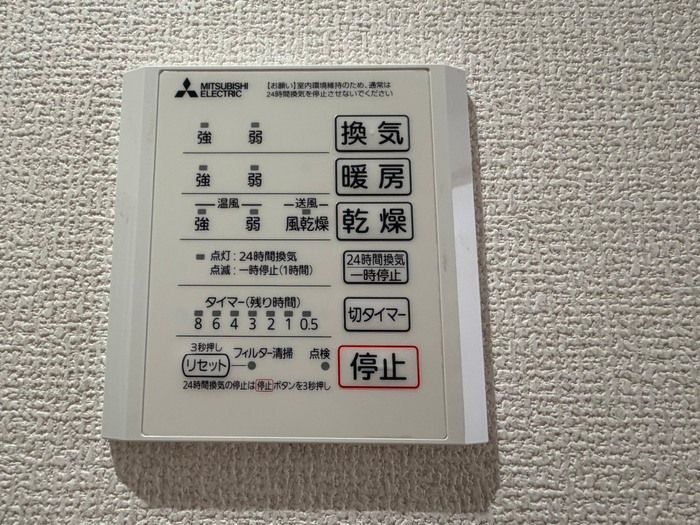 MITSUBISHI ELECTRIC
【お願い】室内環境維持のため、通常は
24時間換気を停止させないでください
強 弱 換気
強 弱 暖房
温風 送風
強 弱 風乾燥 乾燥
点灯：24時間換気
点滅：一時停止（1時間）
24時間換気
一時停止
タイマー（残り時間）
8 6 4 3 2 1 0.5
切タイマー
3秒押し
リセット フィルター清掃 点検
停止
24時間換気の停止は停止ボタンを3秒押し